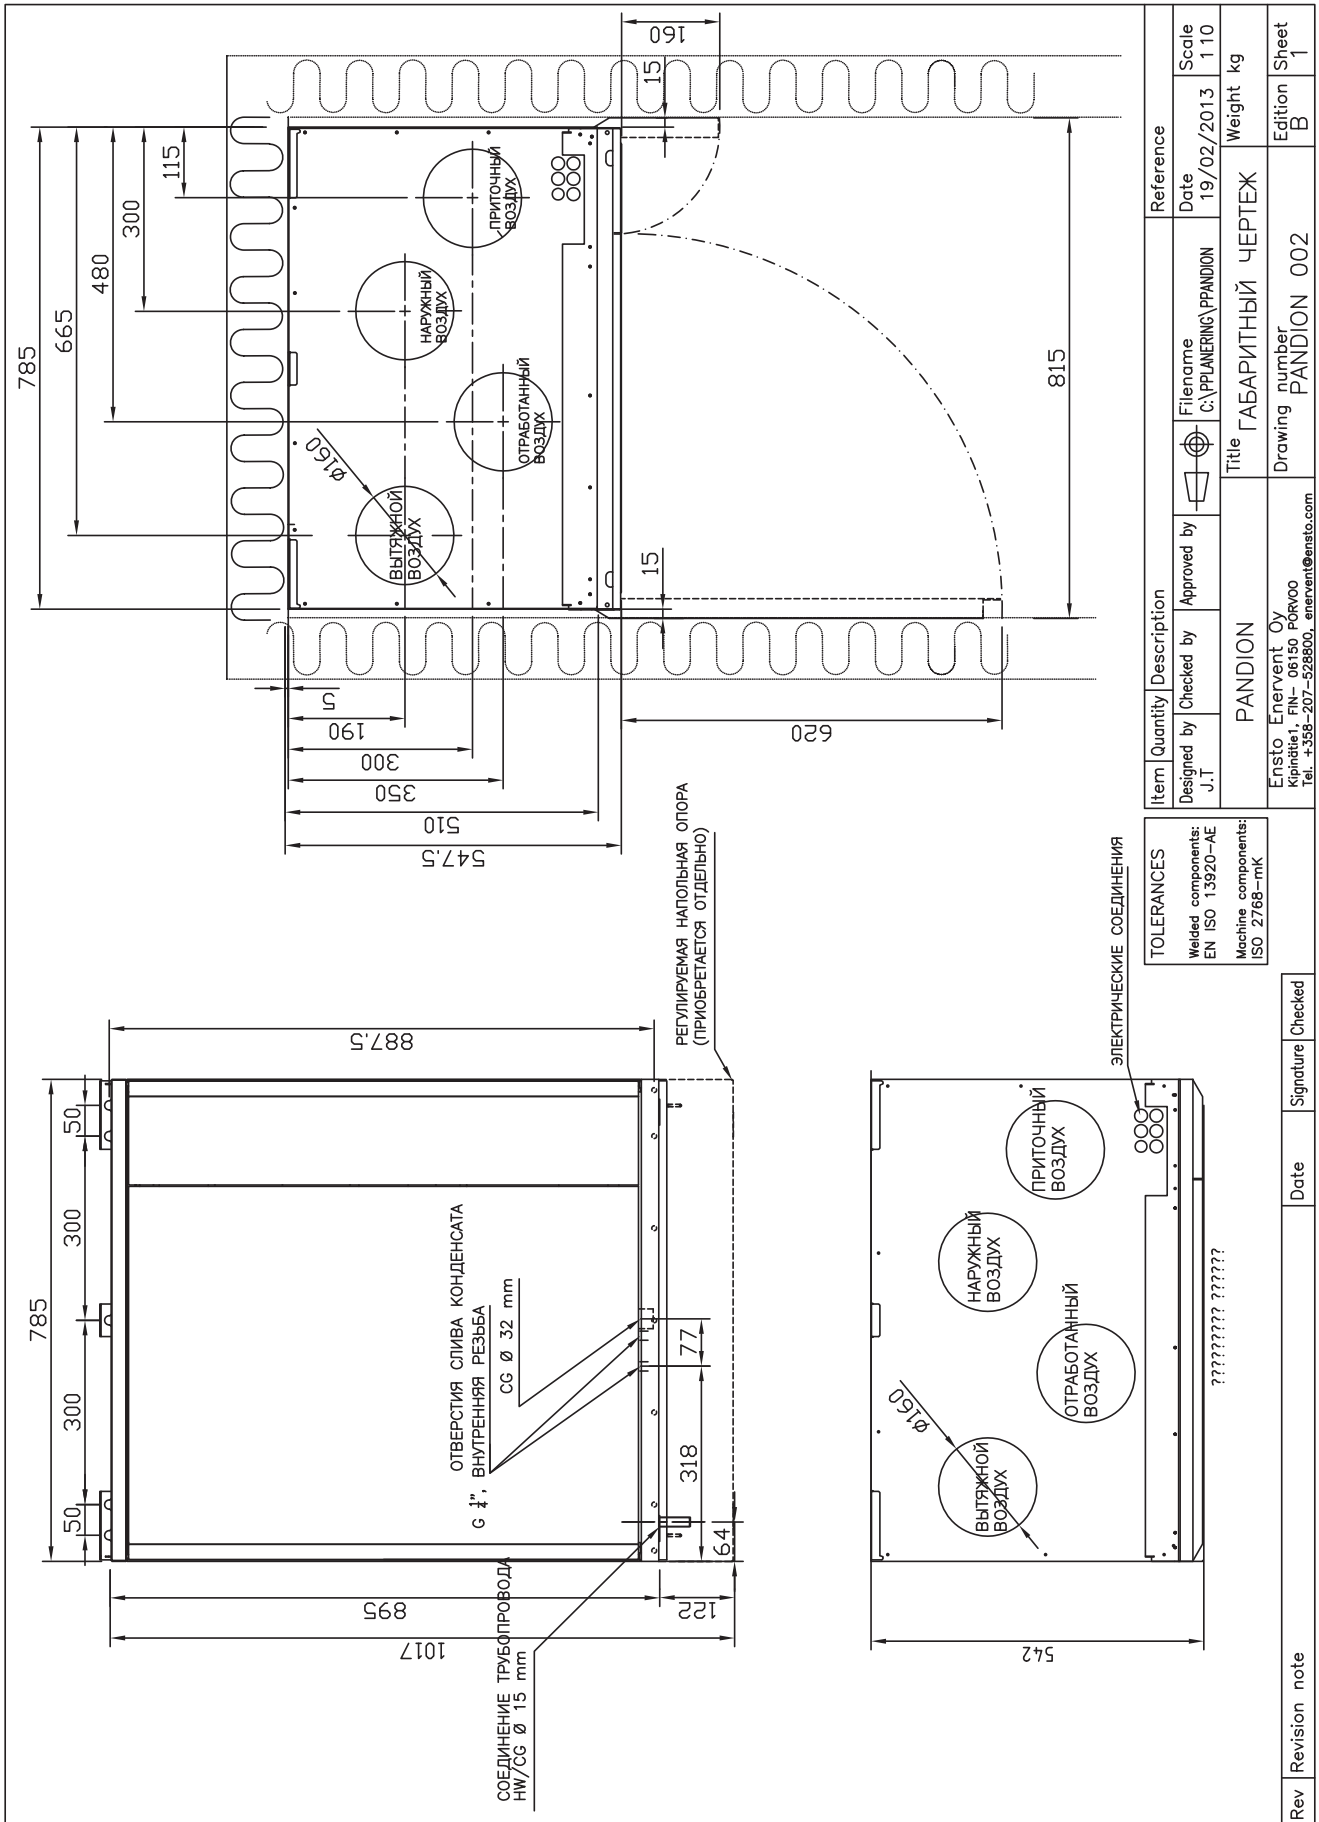 785
50
300
300
50
887.5
895
1017
122
ОТВЕРСТИЯ СЛИВА КОНДЕНСАТА
G ¼", ВНУТРЕННЯЯ РЕЗЬБА
CG Ø 32 mm
318
77
64
СОЕДИНЕНИЕ ТРУБОПРОВОДА
HW/CG Ø 15 mm
РЕГУЛИРУЕМАЯ НАПОЛЬНАЯ ОПОРА
(ПРИОБРЕТАЕТСЯ ОТДЕЛЬНО)
785
665
480
300
115
Ø160
ВЫТЯЖНОЙ
ВОЗДУХ
ОТРАБОТАННЫЙ
ВОЗДУХ
НАРУЖНЫЙ
ВОЗДУХ
ПРИТОЧНЫЙ
ВОЗДУХ
5
190
300
350
510
547.5
15
15
160
620
815
542
Ø160
ВЫТЯЖНОЙ
ВОЗДУХ
ОТРАБОТАННЫЙ
ВОЗДУХ
НАРУЖНЫЙ
ВОЗДУХ
ПРИТОЧНЫЙ
ВОЗДУХ
ЭЛЕКТРИЧЕСКИЕ СОЕДИНЕНИЯ
????????? ??????
TOLERANCES
Welded components:
EN ISO 13920-AE
Machine components:
ISO 2768-mK
Item Quantity Description Reference
Designed by Checked by Approved by Filename Date Scale
J.T C:\PPLANERING\PPANDION 19/02/2013 1 10
PANDION
Title Weight kg
ГАБАРИТНЫЙ ЧЕРТЕЖ
Ensto Enervent Oy
Kipinätie1, FIN- 06150 PORVOO
Tel. +358-207-528800, enervent@ensto.com
Drawing number Edition Sheet
PANDION 002 B 1
Rev Revision note Date Signature Checked